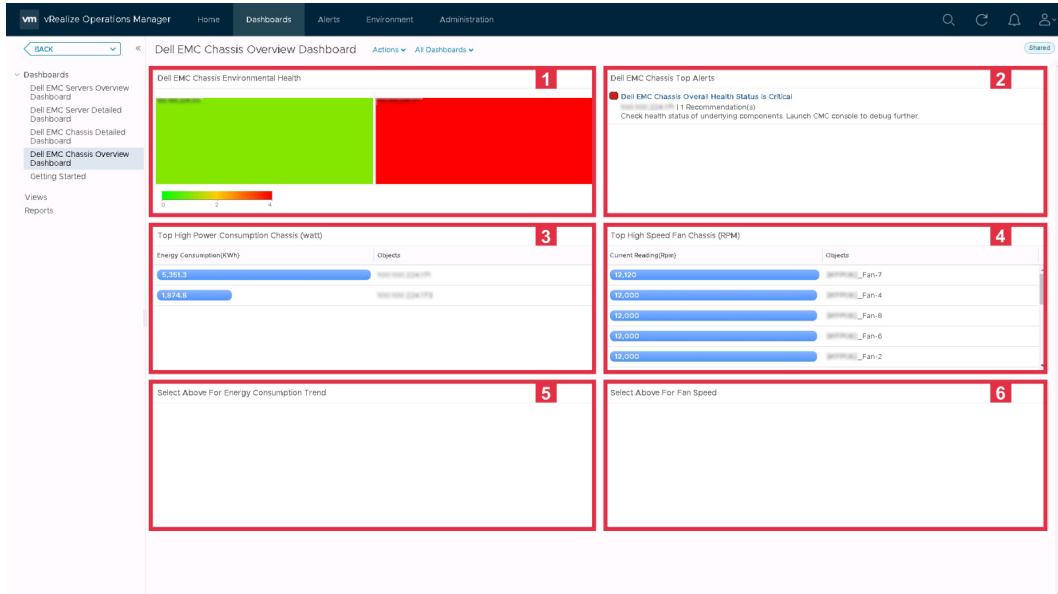 vm vRealize Operations Manager Home Dashboards Alerts Environment Administration
BACK
Dell EMC Chassis Overview Dashboard Actions All Dashboards Shared
Dashboards
Dell EMC Servers Overview
Dashboard
Dell EMC Server Detailed
Dashboard
Dell EMC Chassis Detailed
Dashboard
Dell EMC Chassis Overview
Dashboard
Getting Started
Views
Reports
Dell EMC Chassis Environmental Health 1
0 2 4
Dell EMC Chassis Top Alerts 2
Dell EMC Chassis Overall Health Status is Critical
| 1 Recommendation(s)
Check health status of underlying components. Launch CMC console to debug further.
Top High Power Consumption Chassis (watt) 3
Energy Consumption(KWh) Objects
5,351.3
1,874.8
Top High Speed Fan Chassis (RPM) 4
Current Reading(Rpm) Objects
12,120 _Fan-7
12,000 _Fan-4
12,000 _Fan-8
12,000 _Fan-6
12,000 _Fan-2
Select Above For Energy Consumption Trend 5
Select Above For Fan Speed 6